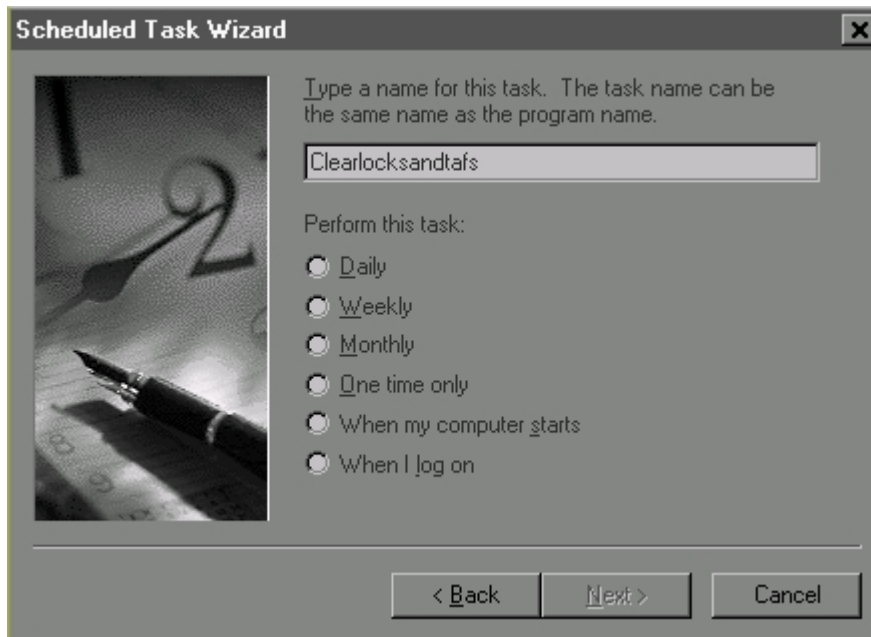 Scheduled Task Wizard
Type a name for this task. The task name can be
the same name as the program name.
Clearlocksandtafs
Perform this task:
Daily
Weekly
Monthly
One time only
When my computer starts
When I log on
< Back
Next >
Cancel